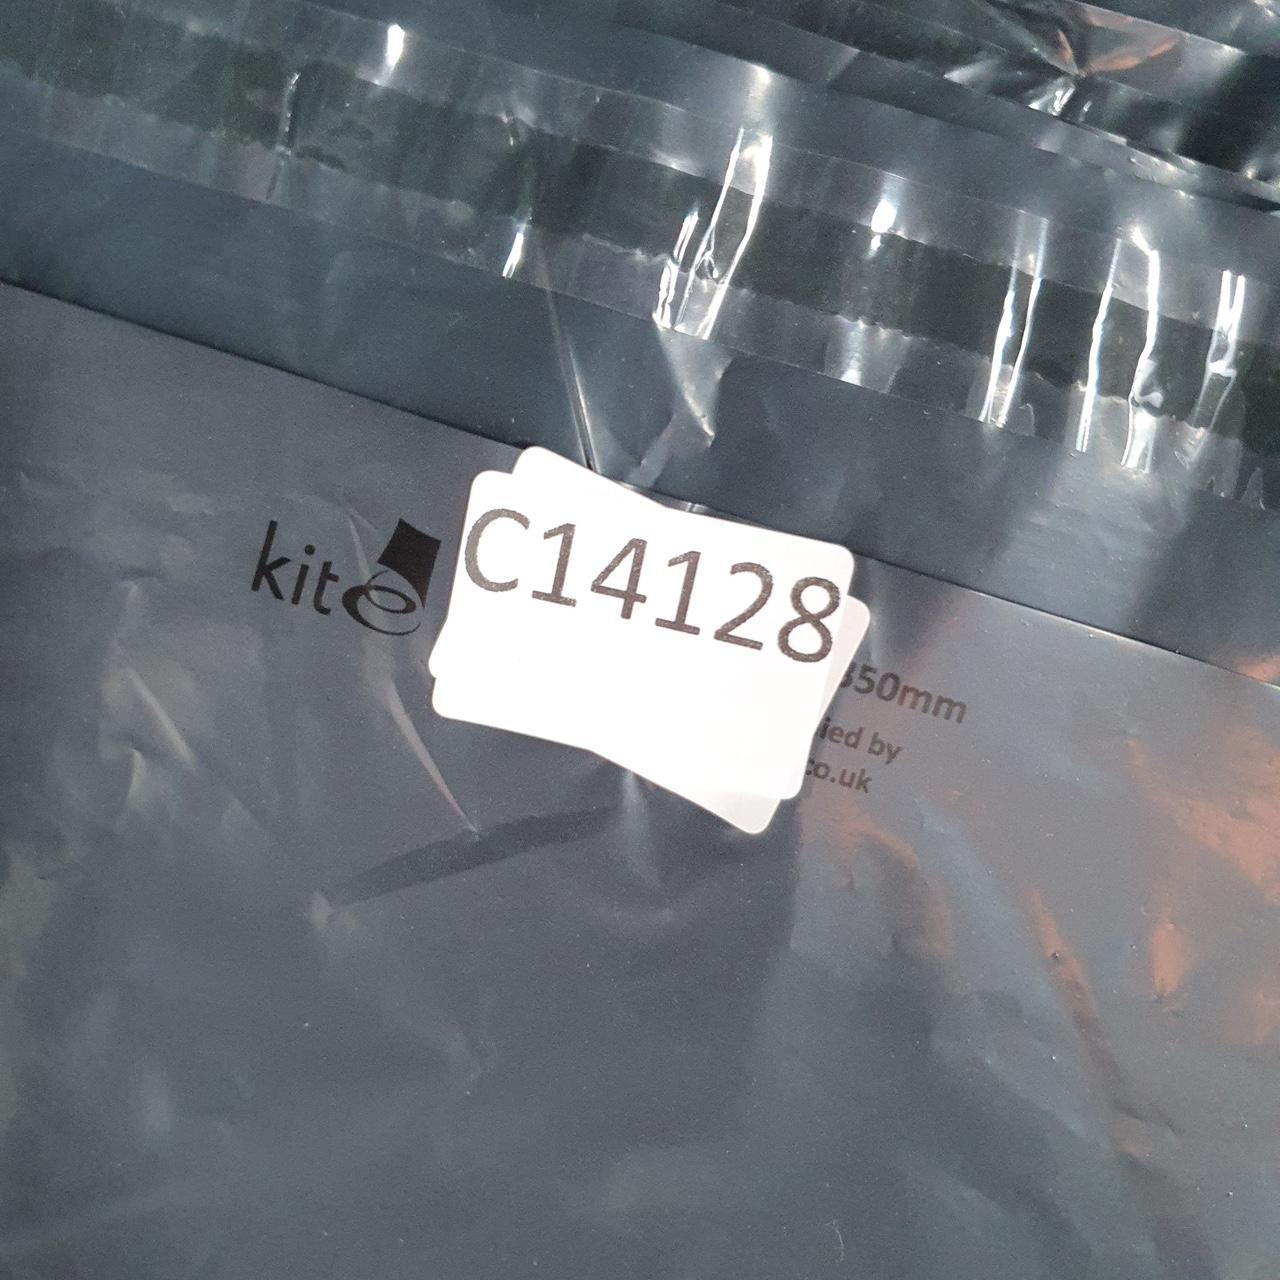 kite
C14128
350mm
ied by
co.uk